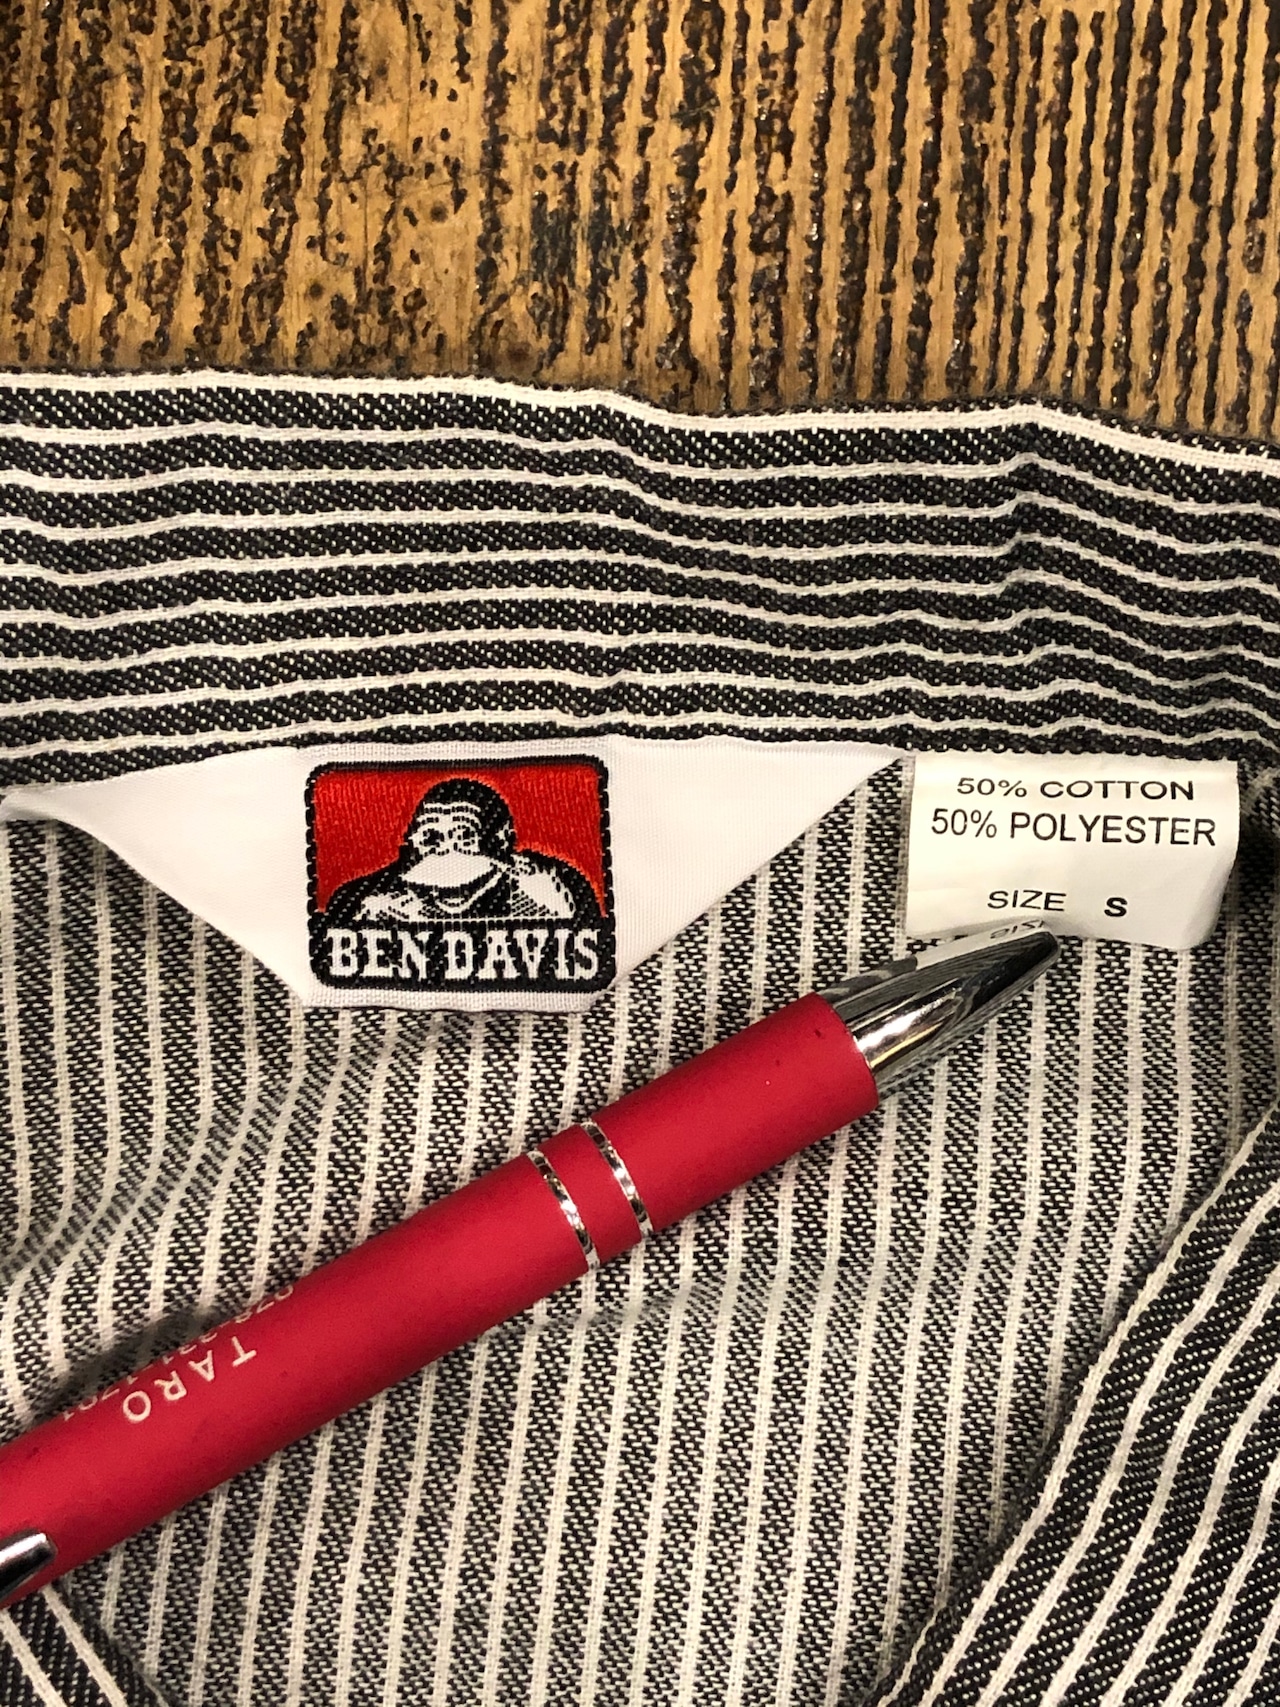 BEN DAVIS
50% COTTON
50% POLYESTER
SIZE S
TARO